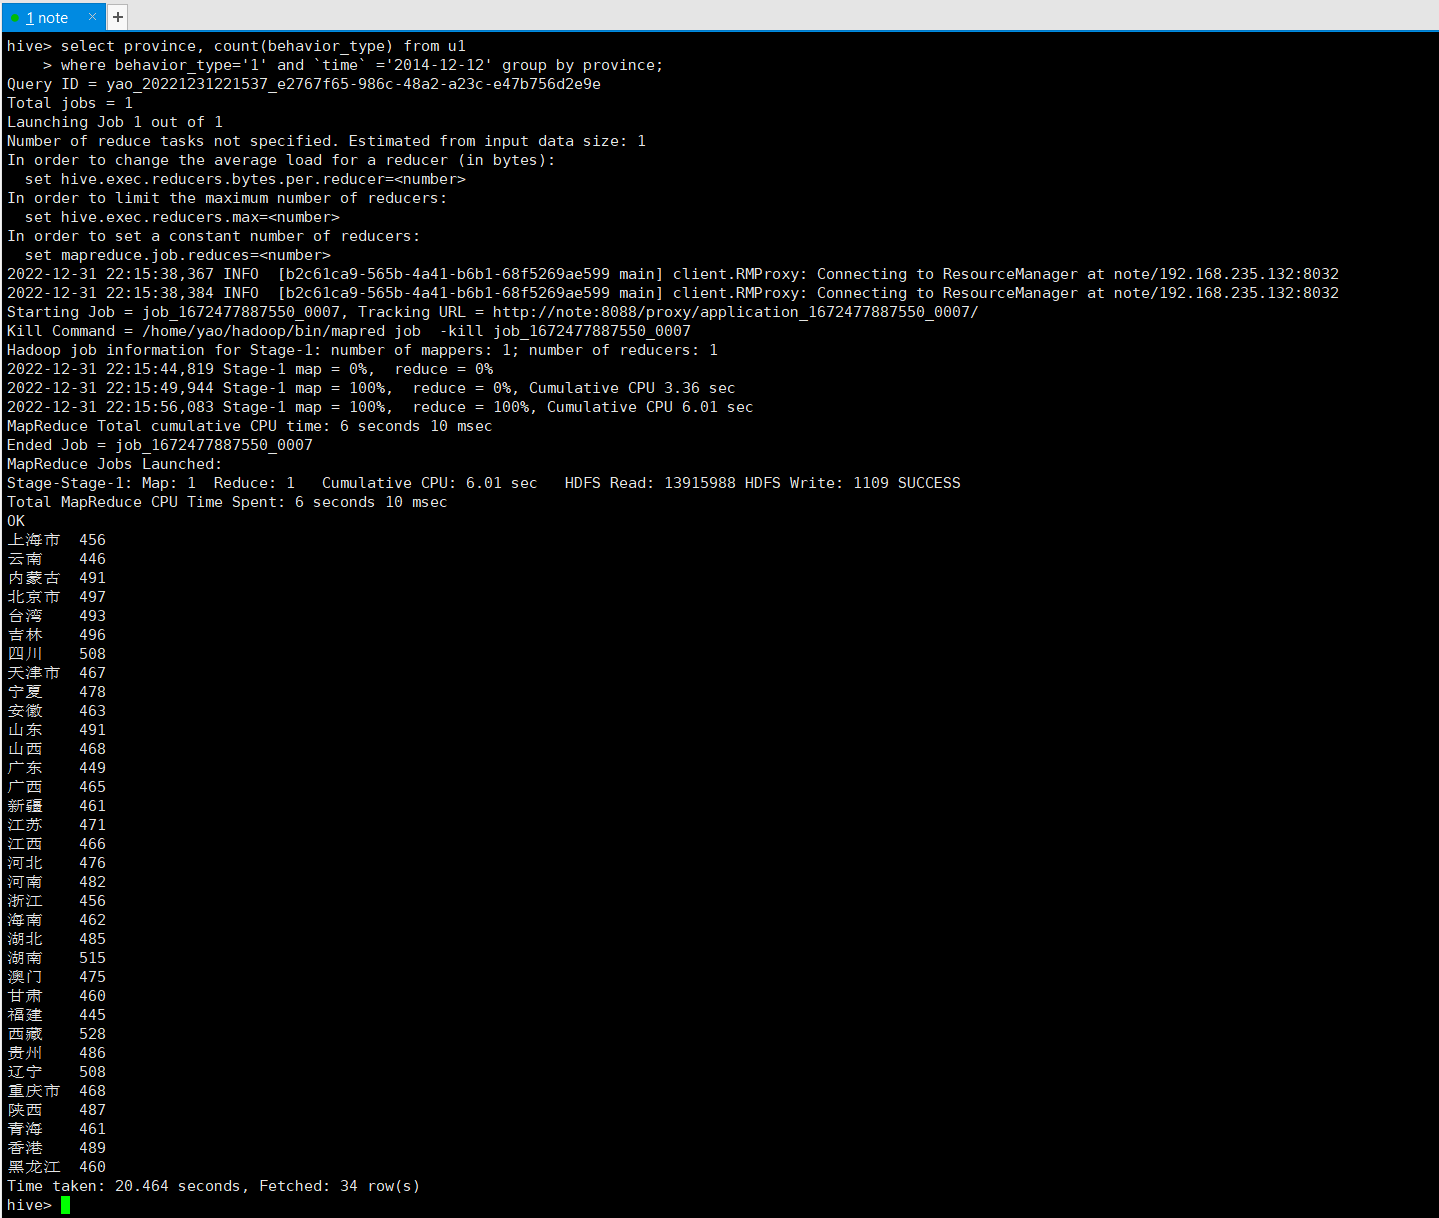 1 note × +
hive> select province, count(behavior_type) from u1
    > where behavior_type='1' and `time` ='2014-12-12' group by province;
Query ID = yao_20221231221537_e2767f65-986c-48a2-a23c-e47b756d2e9e
Total jobs = 1
Launching Job 1 out of 1
Number of reduce tasks not specified. Estimated from input data size: 1
In order to change the average load for a reducer (in bytes):
  set hive.exec.reducers.bytes.per.reducer=<number>
In order to limit the maximum number of reducers:
  set hive.exec.reducers.max=<number>
In order to set a constant number of reducers:
  set mapreduce.job.reduces=<number>
2022-12-31 22:15:38,367 INFO  [b2c61ca9-565b-4a41-b6b1-68f5269ae599 main] client.RMProxy: Connecting to ResourceManager at note/192.168.235.132:8032
2022-12-31 22:15:38,384 INFO  [b2c61ca9-565b-4a41-b6b1-68f5269ae599 main] client.RMProxy: Connecting to ResourceManager at note/192.168.235.132:8032
Starting Job = job_1672477887550_0007, Tracking URL = http://note:8088/proxy/application_1672477887550_0007/
Kill Command = /home/yao/hadoop/bin/mapred job  -kill job_1672477887550_0007
Hadoop job information for Stage-1: number of mappers: 1; number of reducers: 1
2022-12-31 22:15:44,819 Stage-1 map = 0%,  reduce = 0%
2022-12-31 22:15:49,944 Stage-1 map = 100%,  reduce = 0%, Cumulative CPU 3.36 sec
2022-12-31 22:15:56,083 Stage-1 map = 100%,  reduce = 100%, Cumulative CPU 6.01 sec
MapReduce Total cumulative CPU time: 6 seconds 10 msec
Ended Job = job_1672477887550_0007
MapReduce Jobs Launched:
Stage-Stage-1: Map: 1  Reduce: 1   Cumulative CPU: 6.01 sec   HDFS Read: 13915988 HDFS Write: 1109 SUCCESS
Total MapReduce CPU Time Spent: 6 seconds 10 msec
OK
上海市  456
云南    446
内蒙古  491
北京市  497
台湾    493
吉林    496
四川    508
天津市  467
宁夏    478
安徽    463
山东    491
山西    468
广东    449
广西    465
新疆    461
江苏    471
江西    466
河北    476
河南    482
浙江    456
海南    462
湖北    485
湖南    515
澳门    475
甘肃    460
福建    445
西藏    528
贵州    486
辽宁    508
重庆市  468
陕西    487
青海    461
香港    489
黑龙江  460
Time taken: 20.464 seconds, Fetched: 34 row(s)
hive>